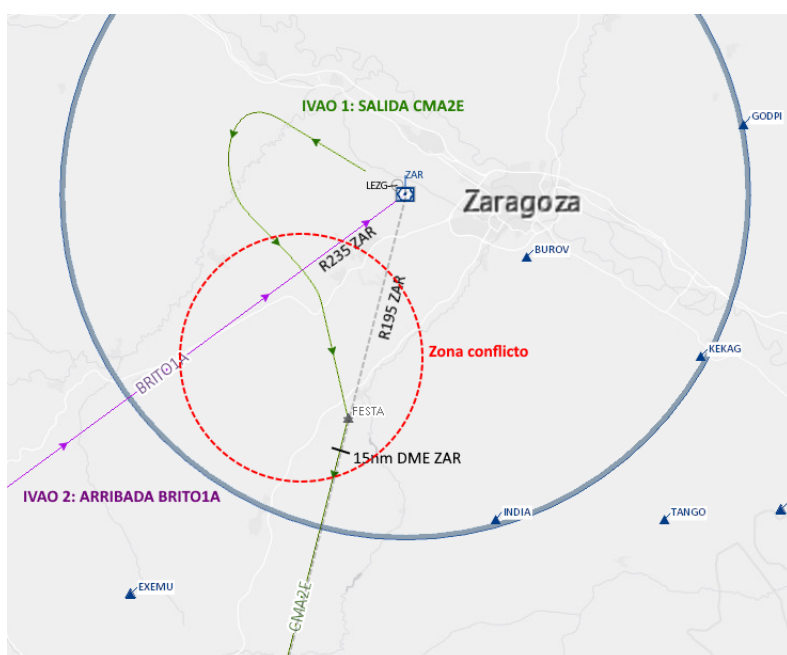 IVAO 1: SALIDA CMA2E
GODPI
ZAR
LEZG
Zaragoza
R235 ZAR
BUROV
R195 ZAR
Zona conflicto
KEKAG
BRITO1A
FESTA
15nm DME ZAR
IVAO 2: ARRIBADA BRITO1A
INDIA
TANGO
EXEMU
CMA2E